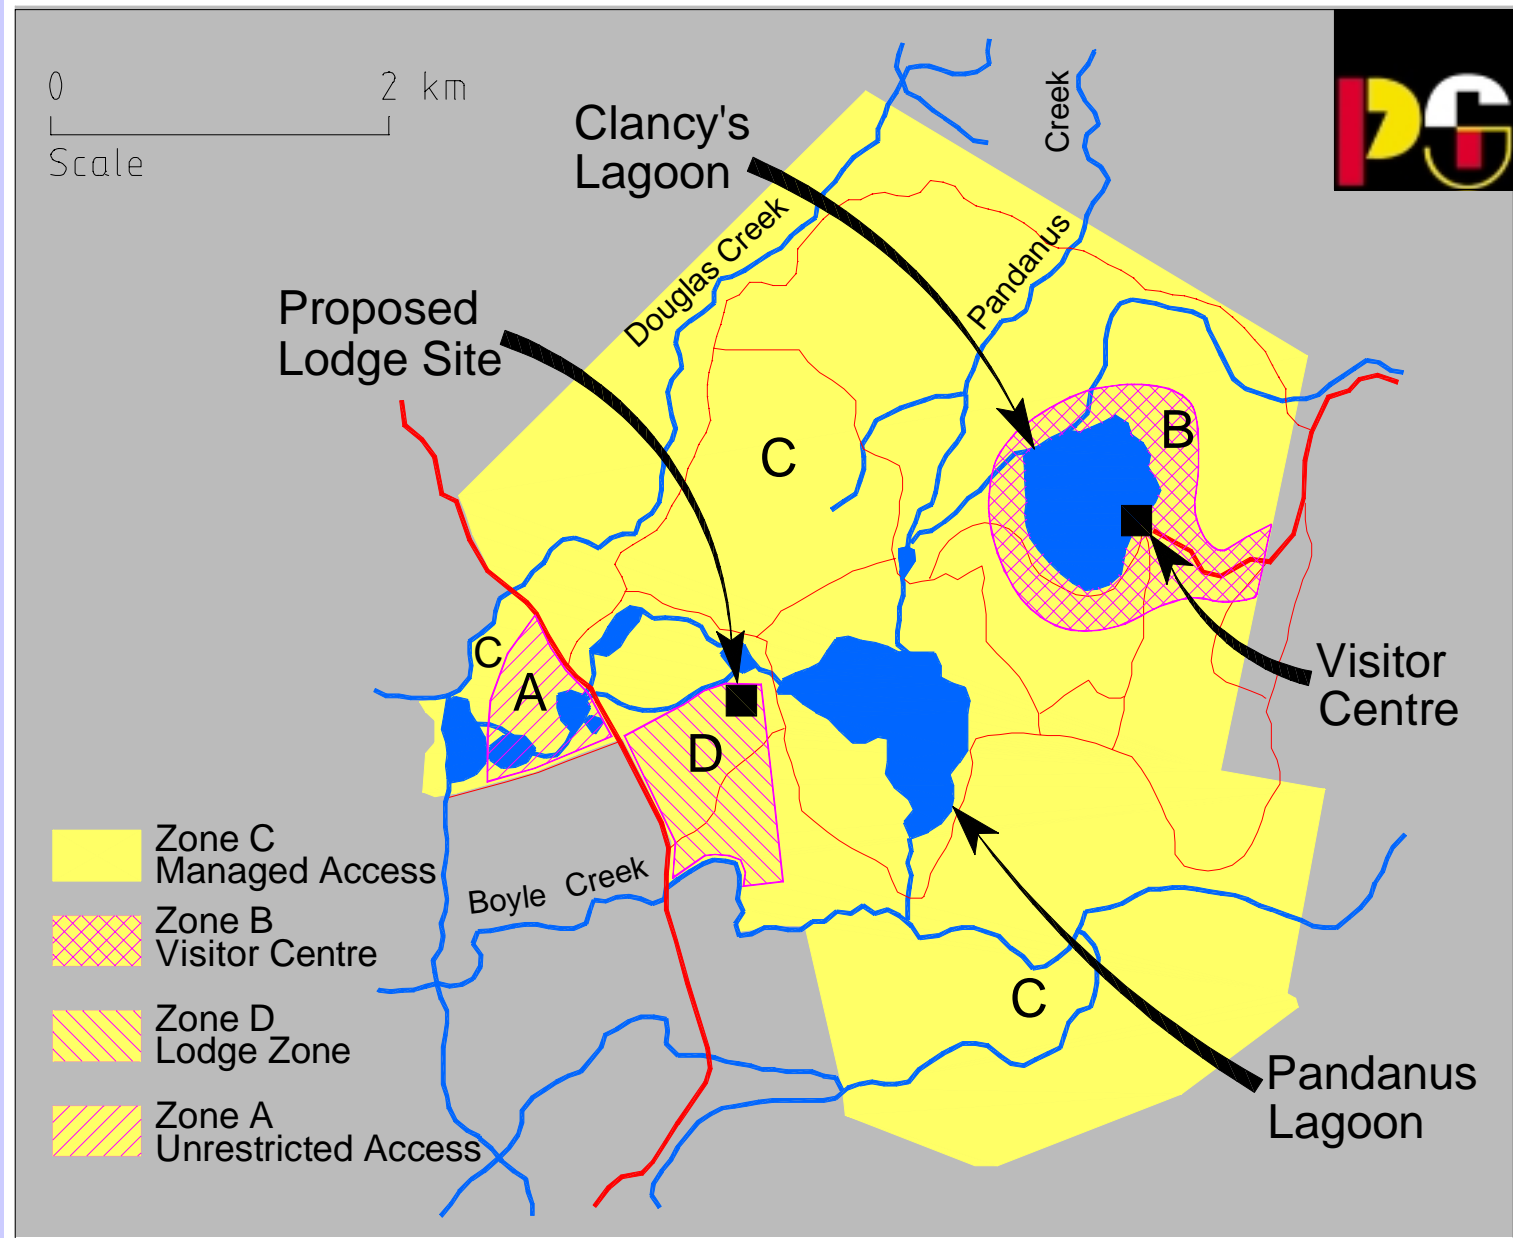 0 2 km
Scale
Clancy's
Lagoon
Creek
PG
Douglas Creek
Pandanus
Proposed
Lodge Site
B
C
C
A
D
Visitor
Centre
Zone C
Managed Access
Boyle Creek
Zone B
Visitor Centre
C
Zone D
Lodge Zone
Pandanus
Lagoon
Zone A
Unrestricted Access